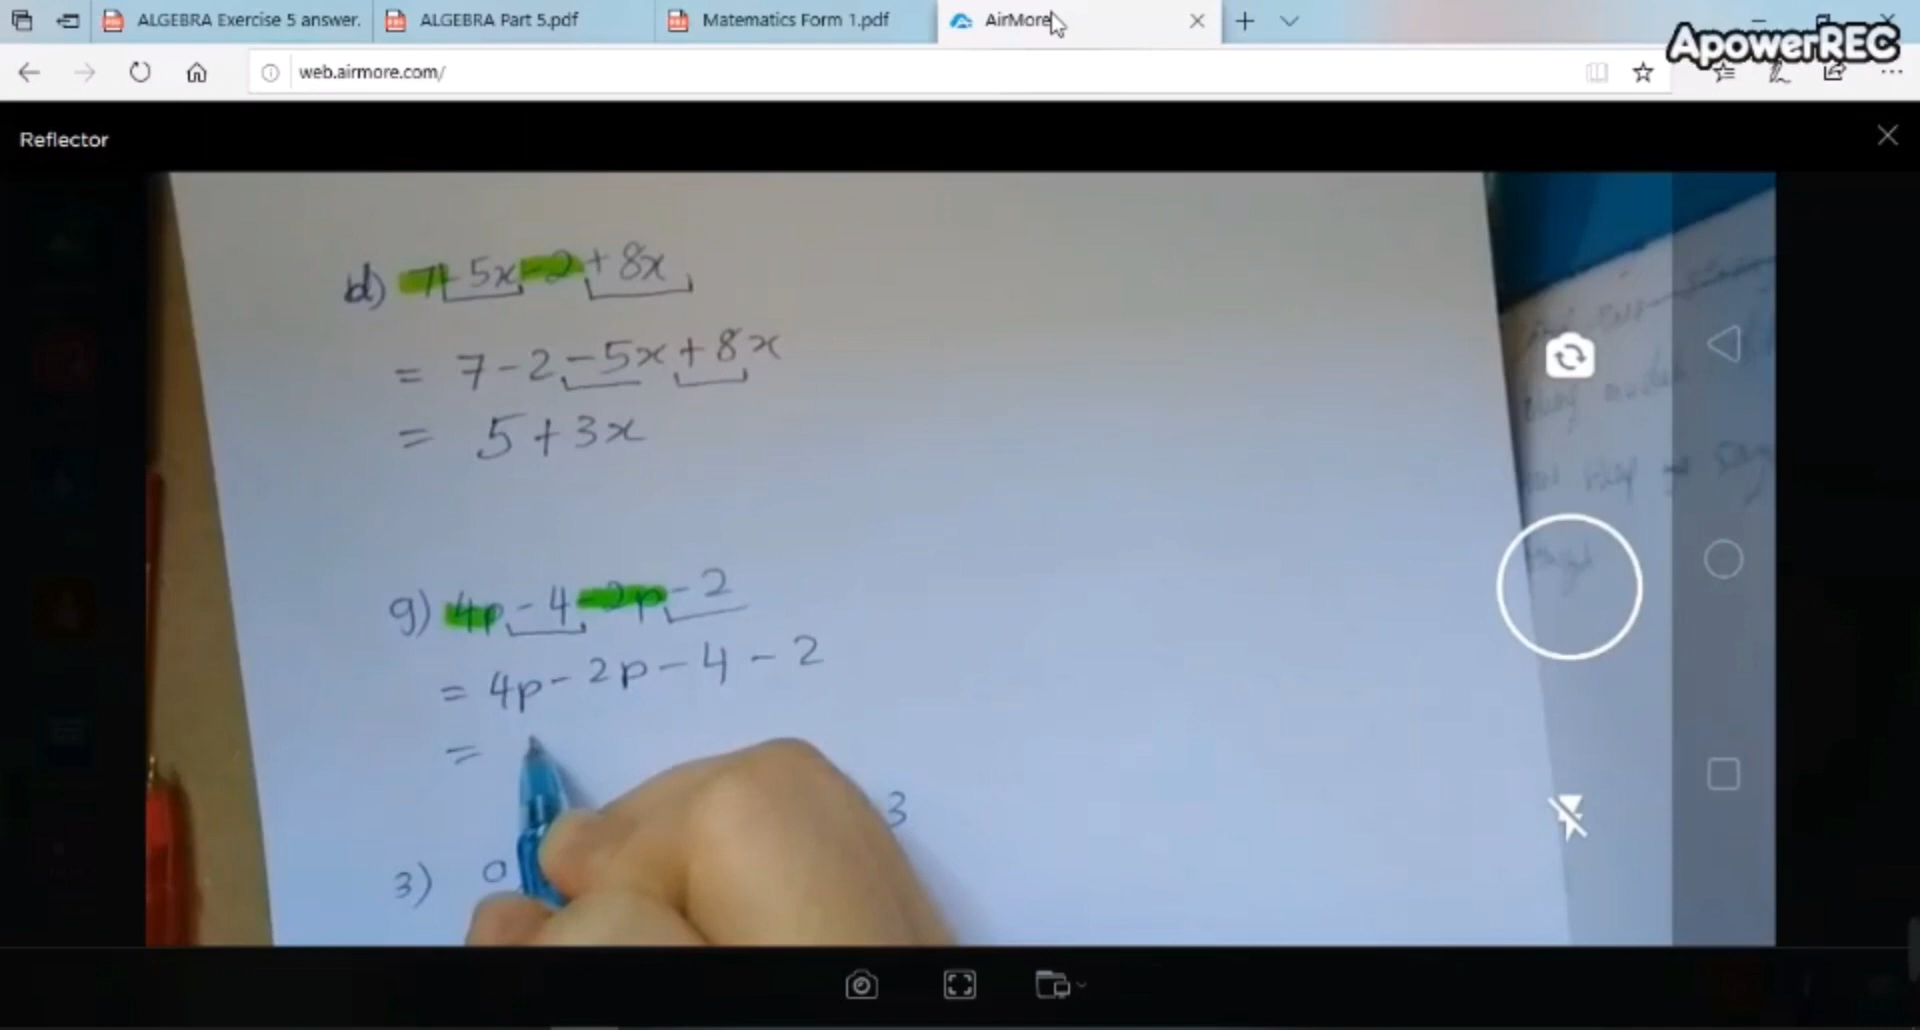 ALGEBRA Exercise 5 answer.
ALGEBRA Part 5.pdf
Matematics Form 1.pdf
AirMore
ApowerREC
web.airmore.com/
Reflector
d) 7-5x-2+8x
= 7-2-5x+8x
= 5+3x
g) 4p-4-2p-2
= 4p-2p-4-2
=
3
3)